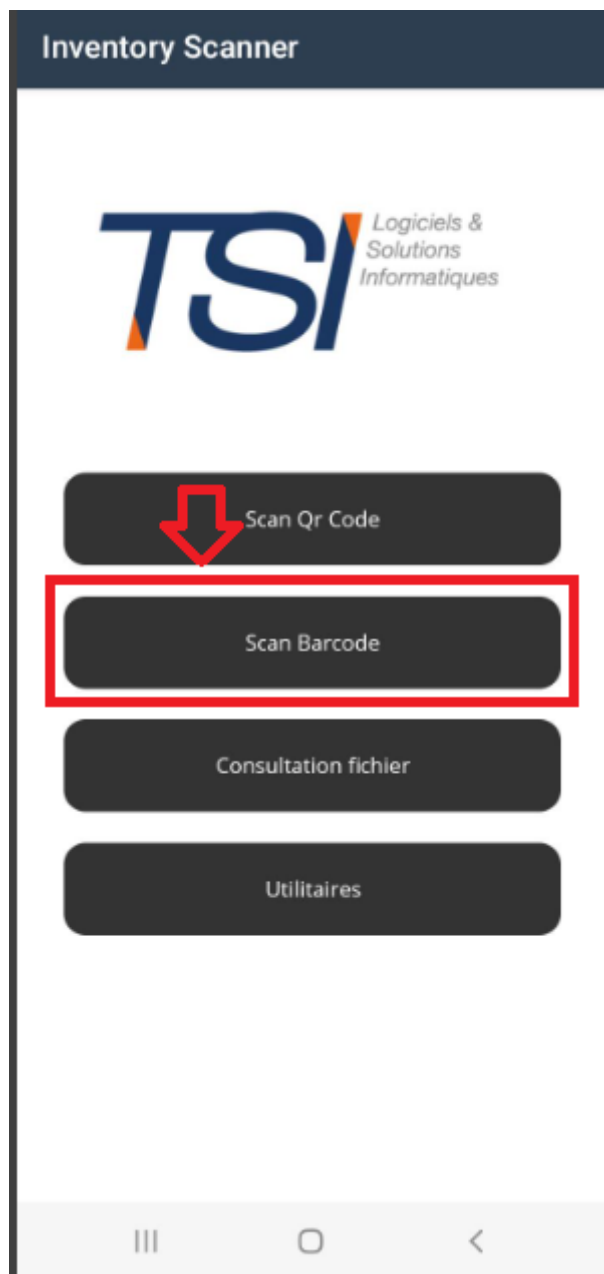 Inventory Scanner
TSI
Logiciels &
Solutions
Informatiques
Scan Qr Code
Scan Barcode
Consultation fichier
Utilitaires